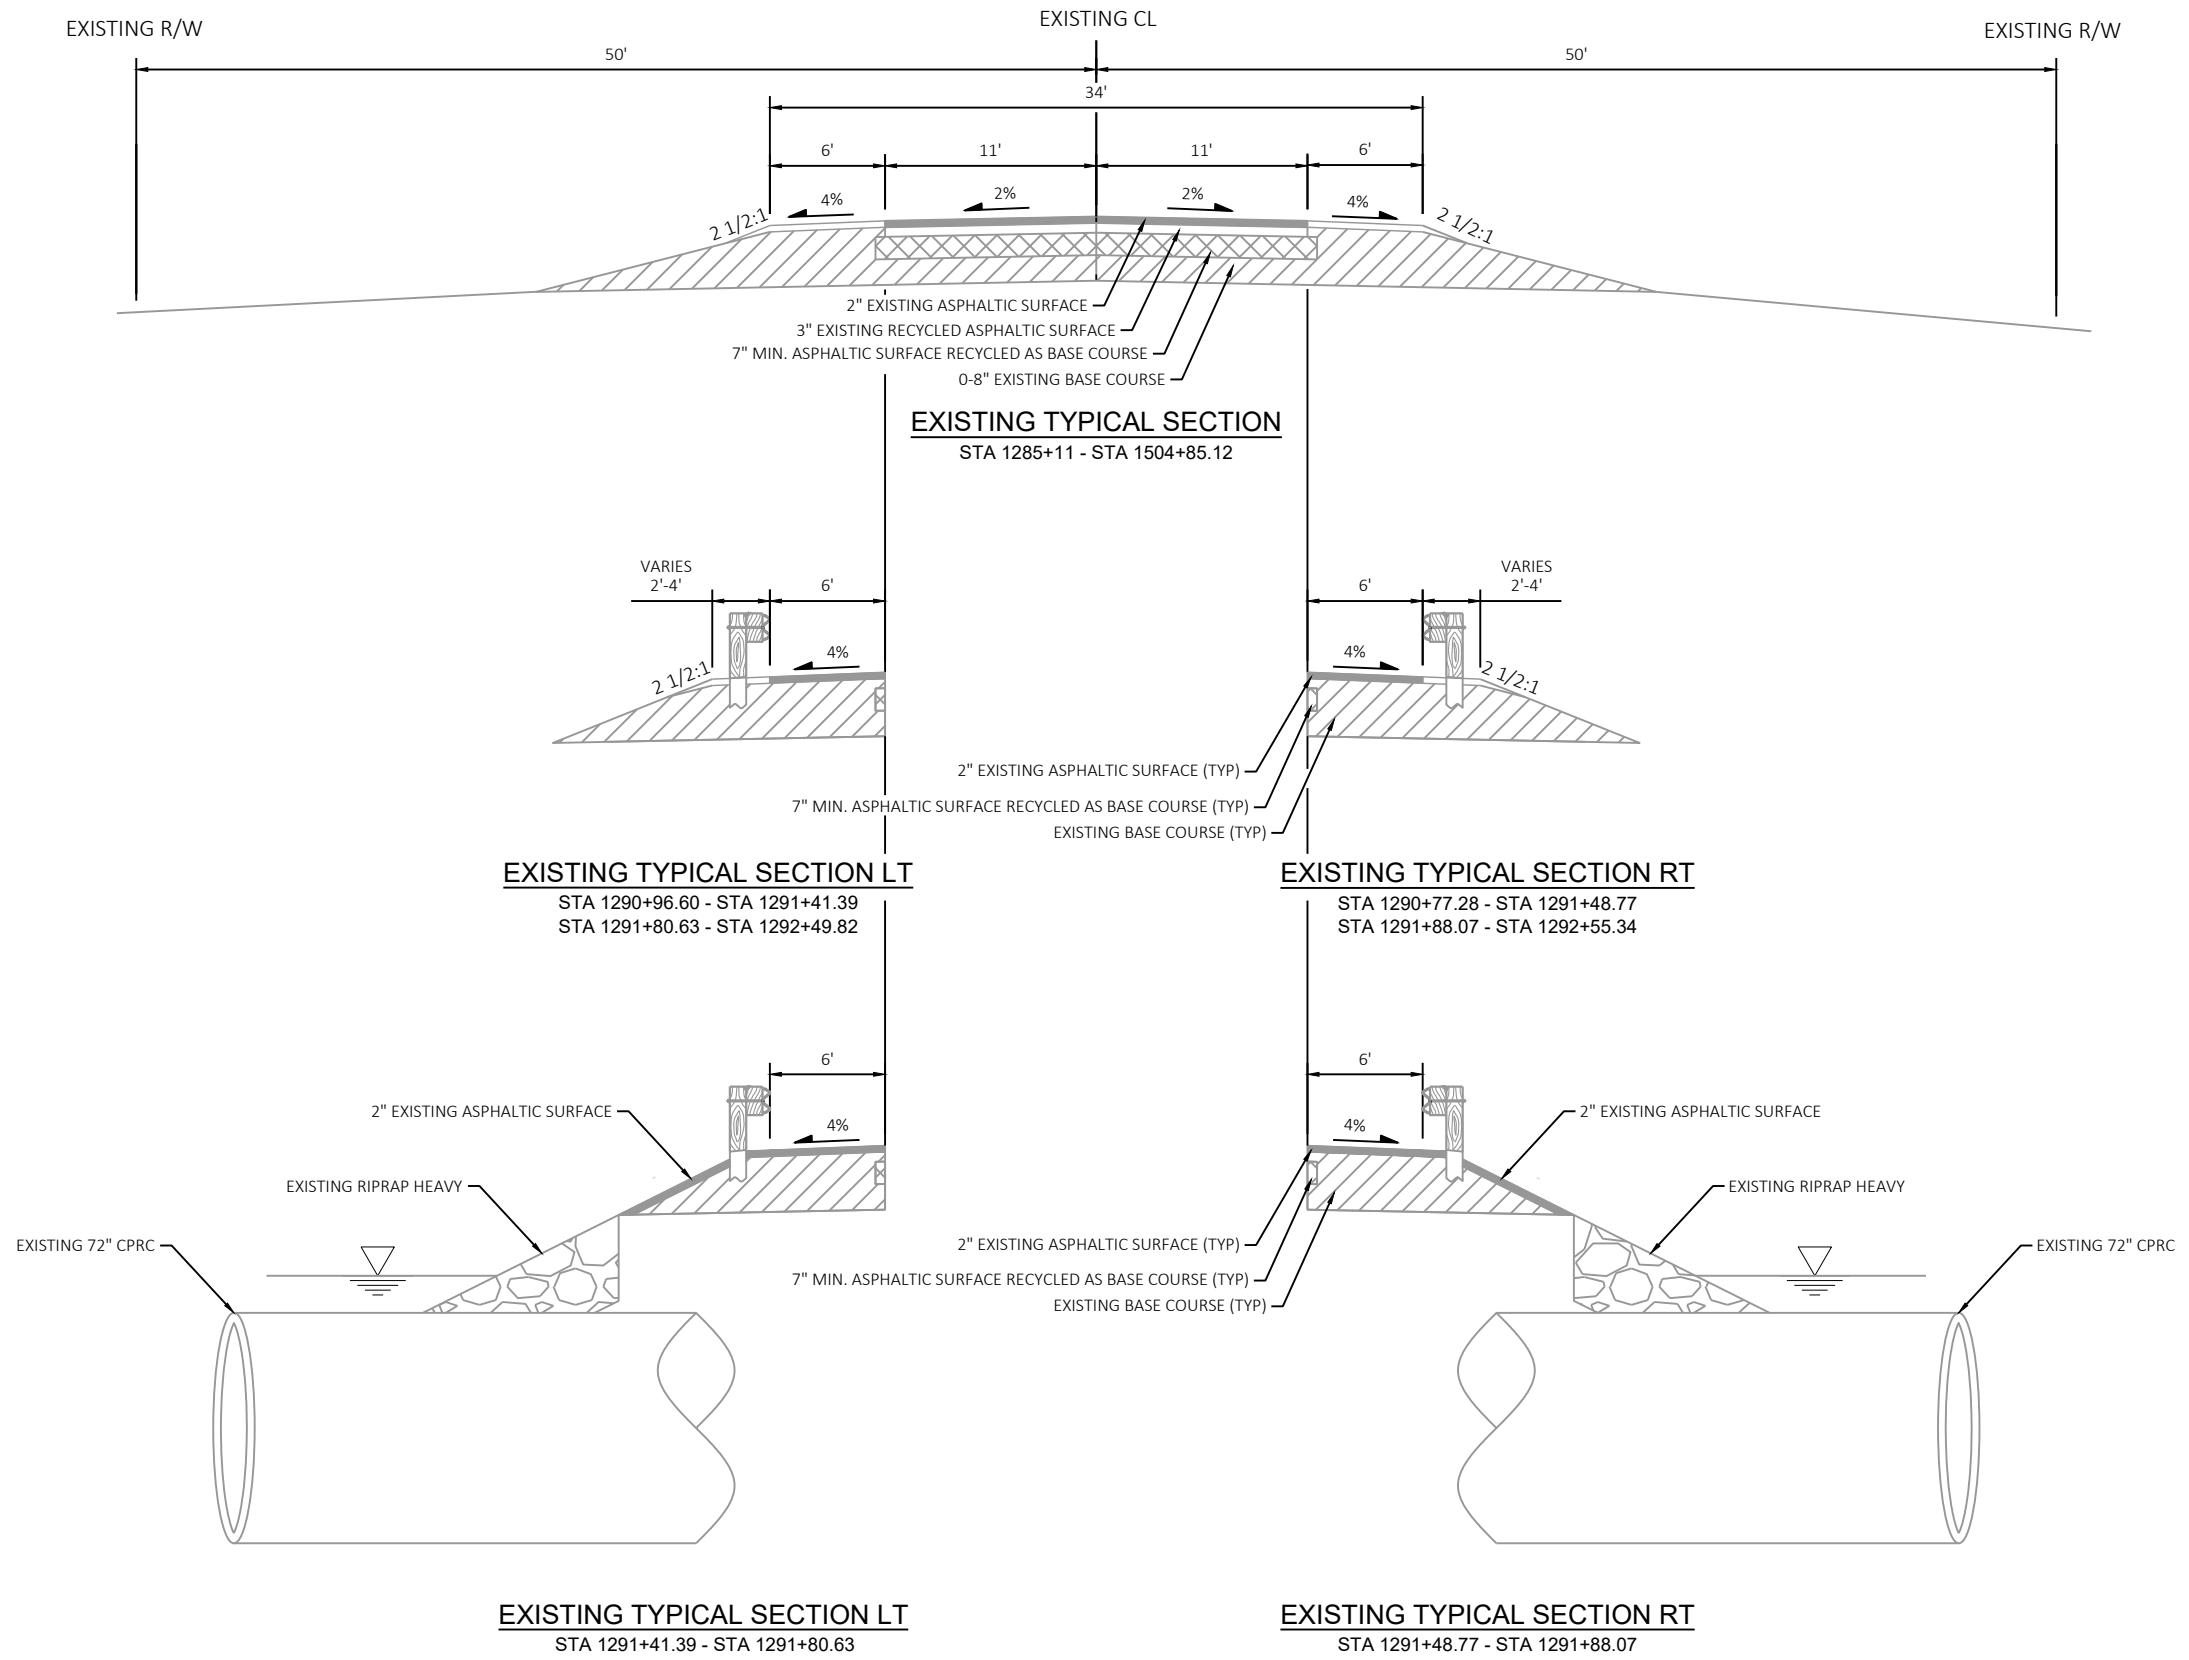 EXISTING R/W
EXISTING CL
EXISTING R/W
50'
50'
34'
6'
11'
11'
6'
4%
2%
2%
4%
2 1/2:1
2 1/2:1
2" EXISTING ASPHALTIC SURFACE
3" EXISTING RECYCLED ASPHALTIC SURFACE
7" MIN. ASPHALTIC SURFACE RECYCLED AS BASE COURSE
0-8" EXISTING BASE COURSE
EXISTING TYPICAL SECTION
STA 1285+11 - STA 1504+85.12
VARIES
2'-4'
6'
6'
VARIES
2'-4'
4%
4%
2 1/2:1
2 1/2:1
2" EXISTING ASPHALTIC SURFACE (TYP)
7" MIN. ASPHALTIC SURFACE RECYCLED AS BASE COURSE (TYP)
EXISTING BASE COURSE (TYP)
EXISTING TYPICAL SECTION LT
STA 1290+96.60 - STA 1291+41.39
STA 1291+80.63 - STA 1292+49.82
EXISTING TYPICAL SECTION RT
STA 1290+77.28 - STA 1291+48.77
STA 1291+88.07 - STA 1292+55.34
6'
6'
2" EXISTING ASPHALTIC SURFACE
4%
4%
2" EXISTING ASPHALTIC SURFACE
EXISTING RIPRAP HEAVY
EXISTING RIPRAP HEAVY
EXISTING 72" CPRC
2" EXISTING ASPHALTIC SURFACE (TYP)
EXISTING 72" CPRC
7" MIN. ASPHALTIC SURFACE RECYCLED AS BASE COURSE (TYP)
EXISTING BASE COURSE (TYP)
EXISTING TYPICAL SECTION LT
STA 1291+41.39 - STA 1291+80.63
EXISTING TYPICAL SECTION RT
STA 1291+48.77 - STA 1291+88.07